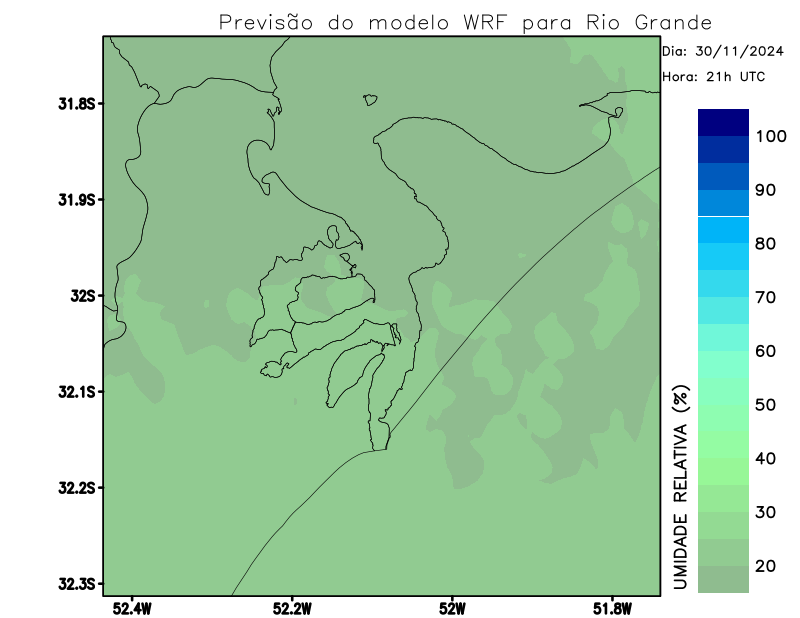 Previsão do modelo WRF para Rio Grande
Dia: 30/11/2024
Hora: 21h UTC
31.8S
31.9S
32S
32.1S
32.2S
32.3S
52.4W
52.2W
52W
51.8W
100
90
80
70
60
50
40
30
20
UMIDADE RELATIVA (%)